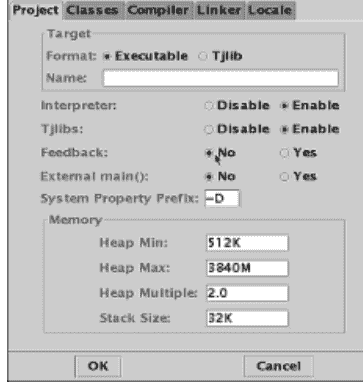 Project Classes Compiler Linker Locale
Target
Format: Executable Tjlib
Name:
Interpreter: Disable Enable
Tjlibs: Disable Enable
Feedback: No Yes
External main(): No Yes
System Property Prefix: -D
Memory
Heap Min: 512K
Heap Max: 3840M
Heap Multiple: 2.0
Stack Size: 32K
OK Cancel